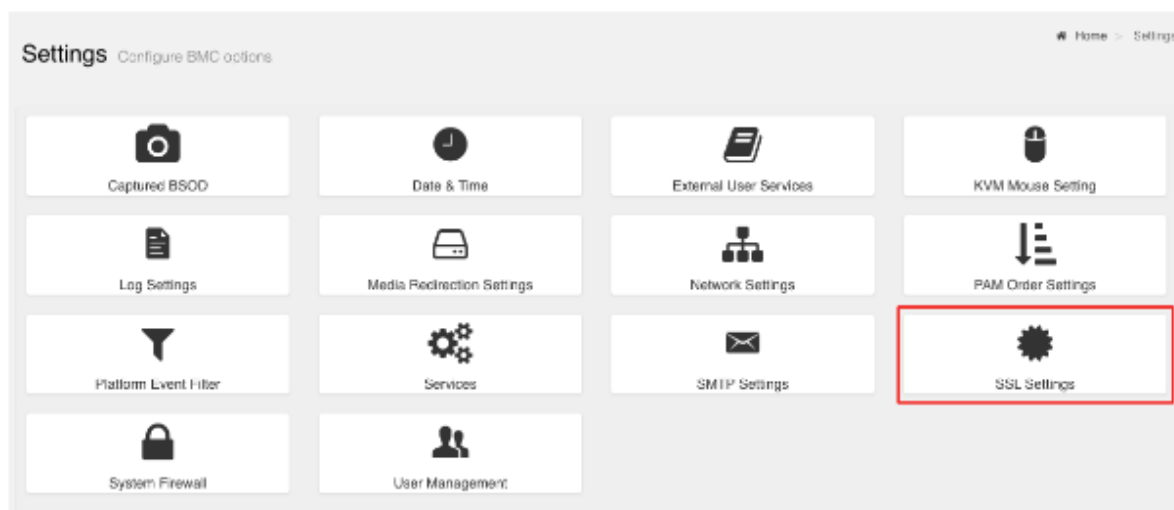 Settings Configure BMC options
Home > Settings
Captured BSOD
Date & Time
External User Services
KVM Mouse Setting
Log Settings
Media Redirection Settings
Network Settings
PAM Order Settings
Platform Event Filter
Services
SMTP Settings
SSL Settings
System Firewall
User Management